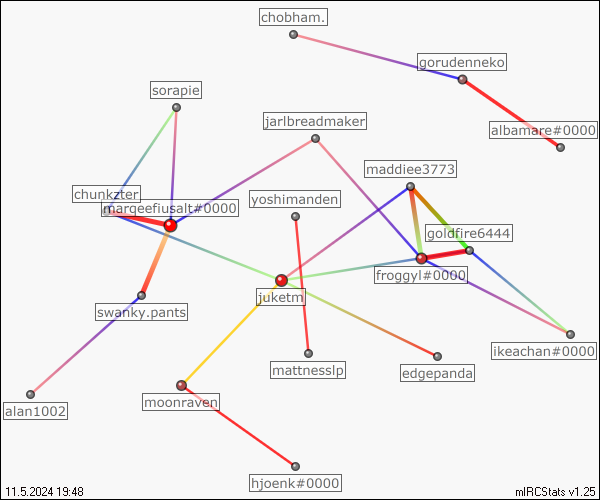 chobham.
gorudenneko
sorapie
jarlbreadmaker
albamare#0000
maddiee3773
chunkzter
yoshimanden
margefiusalt#0000
goldfire6444
froggyl#0000
juketm
swanky.pants
ikeachan#0000
mattnesslp
edgepanda
moonraven
alan1002
hjoenk#0000
11.5.2024 19:48
mIRCStats v1.25